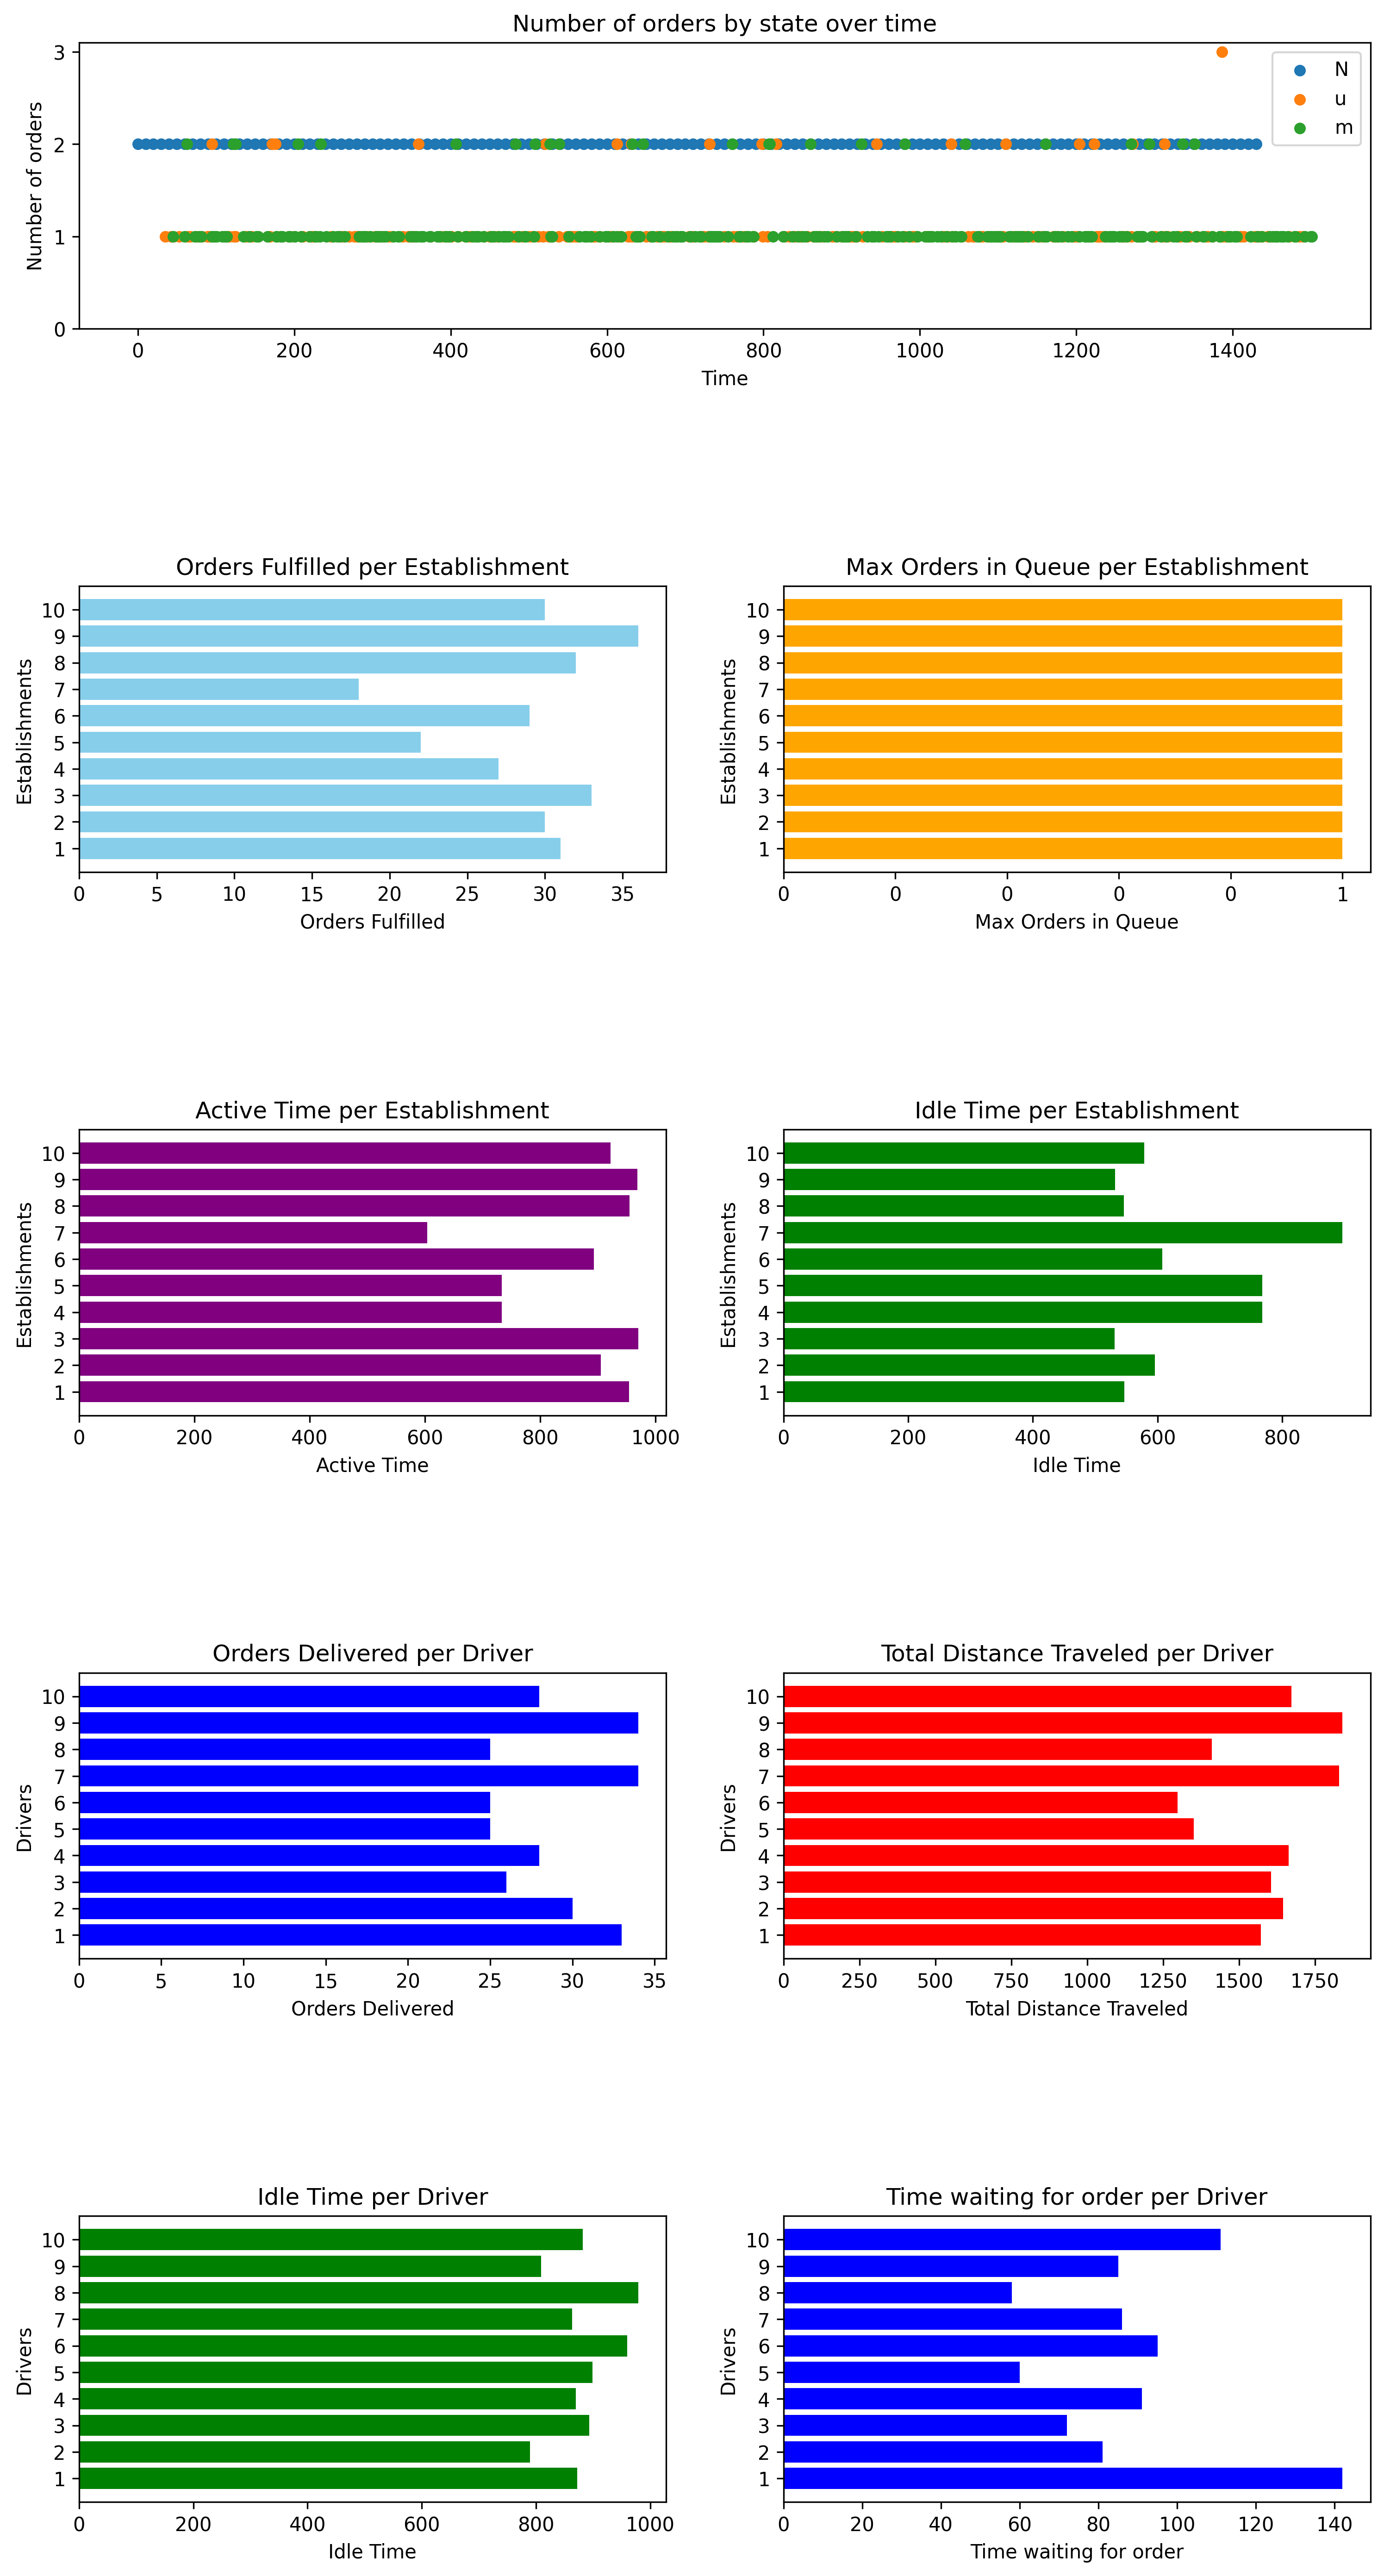 Number of orders by state over time
Number of orders
3
2
1
0
N
u
m
0 200 400 600 800 1000 1200 1400
Time
Orders Fulfilled per Establishment
Establishments
10
9
8
7
6
5
4
3
2
1
0 5 10 15 20 25 30 35
Orders Fulfilled
Max Orders in Queue per Establishment
Establishments
10
9
8
7
6
5
4
3
2
1
0 0 0 0 0 1
Max Orders in Queue
Active Time per Establishment
Establishments
10
9
8
7
6
5
4
3
2
1
0 200 400 600 800 1000
Active Time
Idle Time per Establishment
Establishments
10
9
8
7
6
5
4
3
2
1
0 200 400 600 800
Idle Time
Orders Delivered per Driver
Drivers
10
9
8
7
6
5
4
3
2
1
0 5 10 15 20 25 30 35
Orders Delivered
Total Distance Traveled per Driver
Drivers
10
9
8
7
6
5
4
3
2
1
0 250 500 750 1000 1250 1500 1750
Total Distance Traveled
Idle Time per Driver
Drivers
10
9
8
7
6
5
4
3
2
1
0 200 400 600 800 1000
Idle Time
Time waiting for order per Driver
Drivers
10
9
8
7
6
5
4
3
2
1
0 20 40 60 80 100 120 140
Time waiting for order